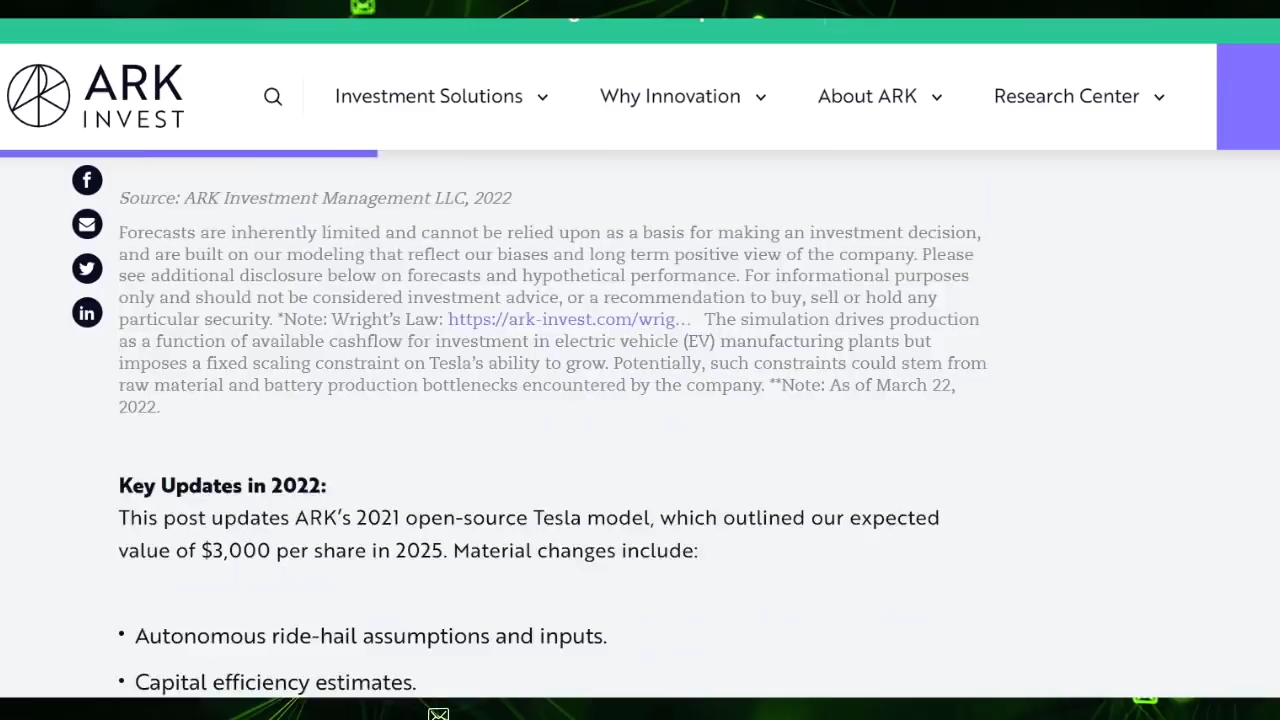 ARK
INVEST
Investment Solutions
Why Innovation
About ARK
Research Center
Source: ARK Investment Management LLC, 2022
Forecasts are inherently limited and cannot be relied upon as a basis for making an investment decision,
and are built on our modeling that reflect our biases and long term positive view of the company. Please
see additional disclosure below on forecasts and hypothetical performance. For informational purposes
only and should not be considered investment advice, or a recommendation to buy, sell or hold any
particular security. *Note: Wright's Law: https://ark-invest.com/wrig... The simulation drives production
as a function of available cashflow for investment in electric vehicle (EV) manufacturing plants but
imposes a fixed scaling constraint on Tesla's ability to grow. Potentially, such constraints could stem from
raw material and battery production bottlenecks encountered by the company. **Note: As of March 22,
2022.
Key Updates in 2022:
This post updates ARK's 2021 open-source Tesla model, which outlined our expected
value of $3,000 per share in 2025. Material changes include:
• Autonomous ride-hail assumptions and inputs.
• Capital efficiency estimates.